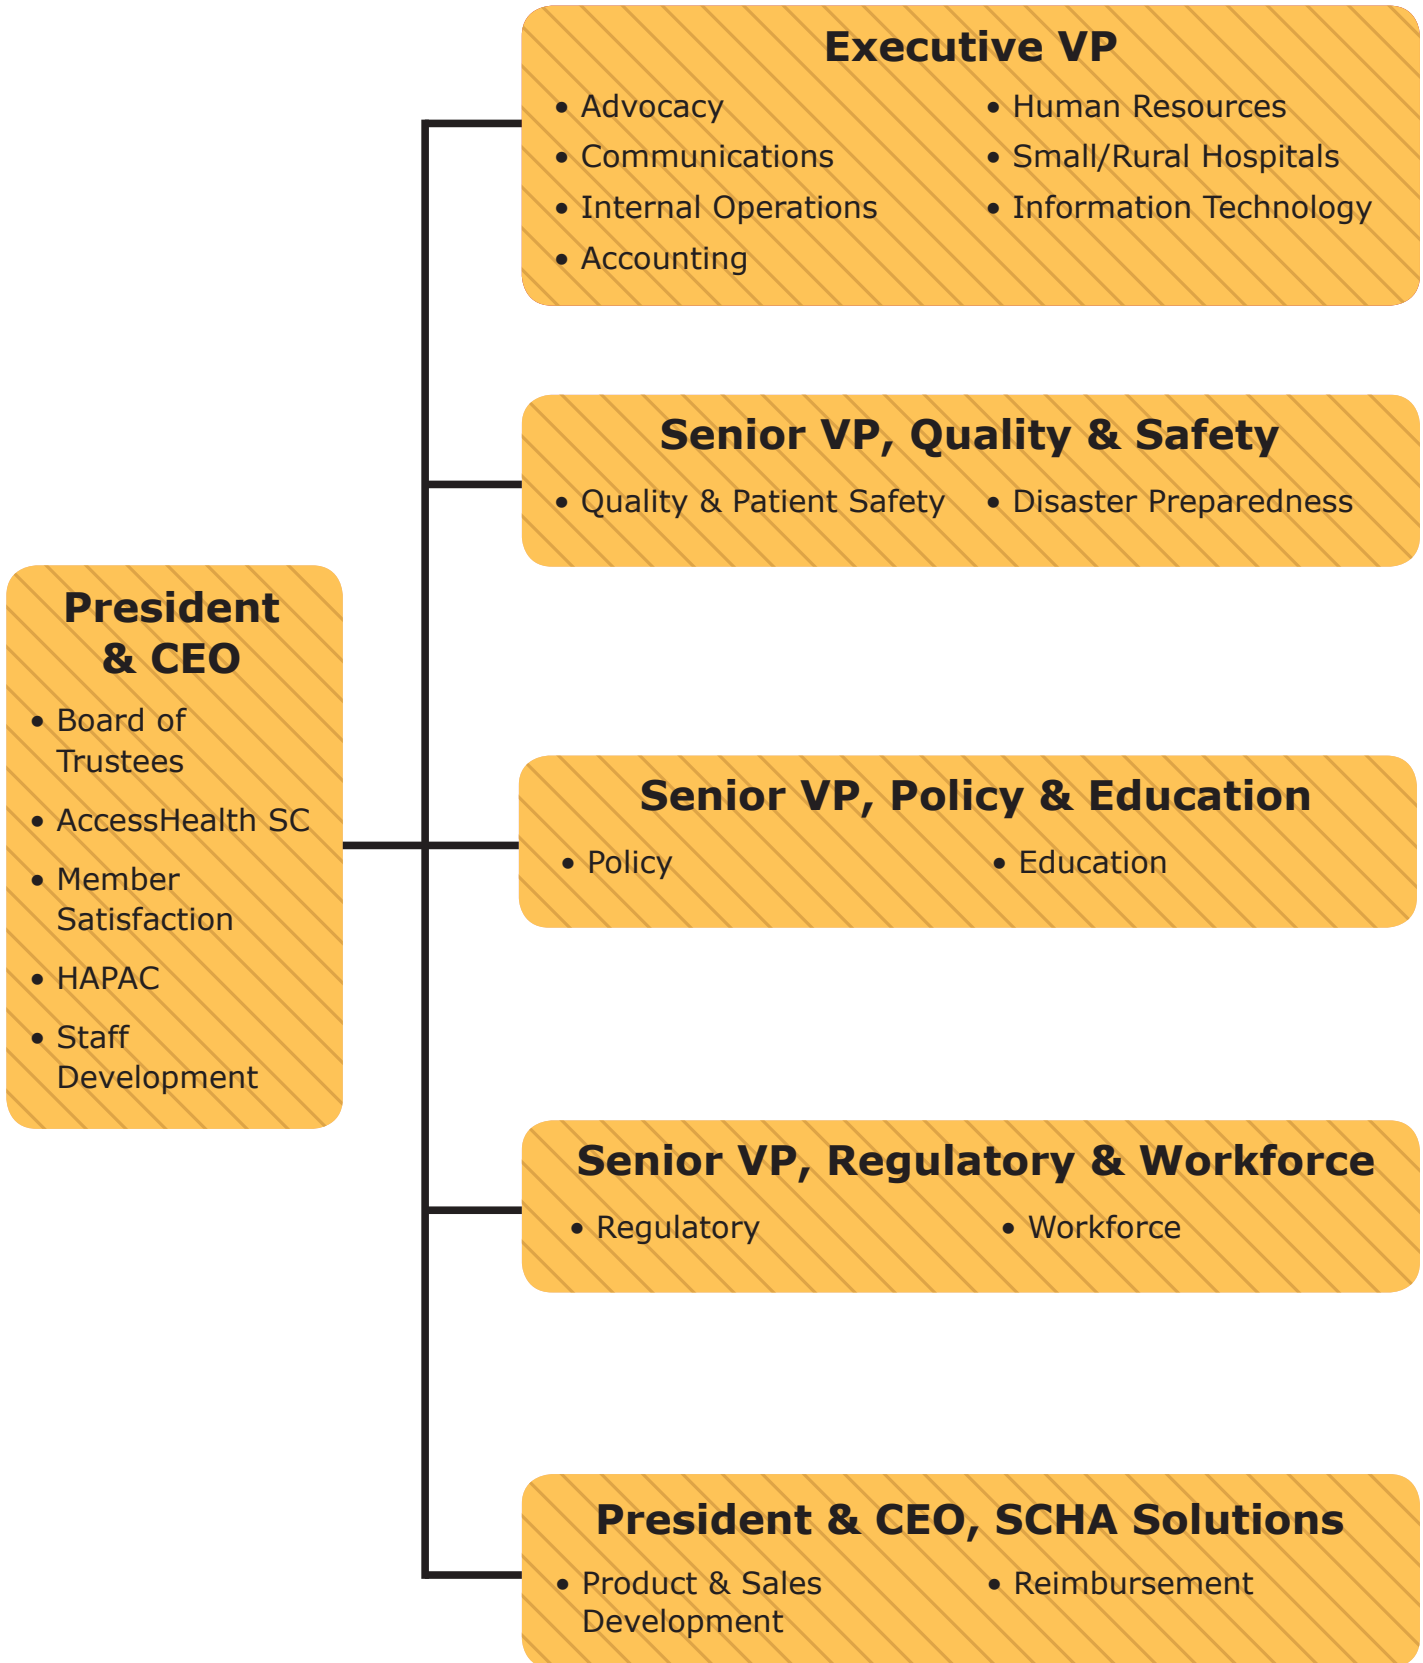 Executive VP
• Advocacy
• Communications
• Internal Operations
• Accounting
• Human Resources
• Small/Rural Hospitals
• Information Technology
Senior VP, Quality & Safety
• Quality & Patient Safety
• Disaster Preparedness
President
& CEO
• Board of
Trustees
• AccessHealth SC
• Member
Satisfaction
• HAPAC
• Staff
Development
Senior VP, Policy & Education
• Policy
• Education
Senior VP, Regulatory & Workforce
• Regulatory
• Workforce
President & CEO, SCHA Solutions
• Product & Sales
Development
• Reimbursement